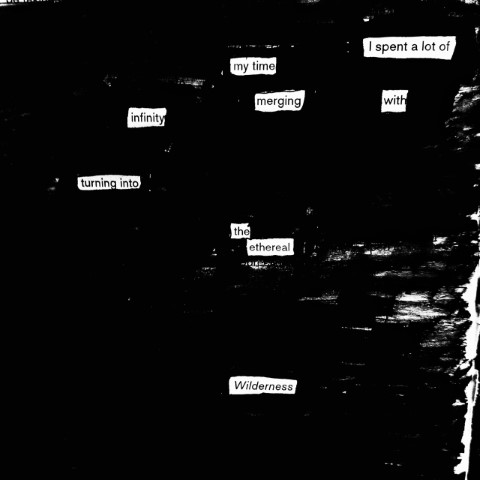 I spent a lot of
my time
merging with
infinity
turning into
the
ethereal
Wilderness